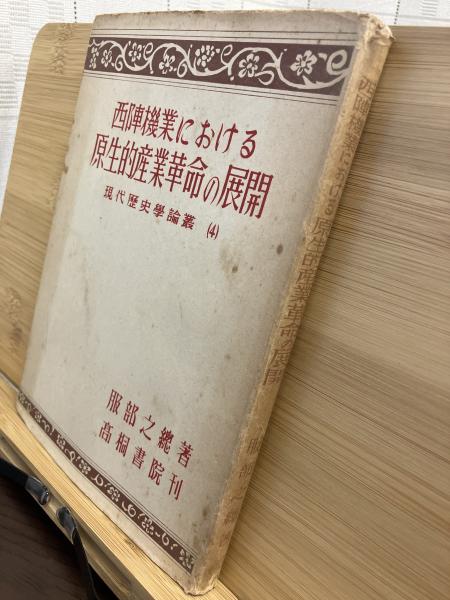 西陣機業における
原生的産業革命の展開
現代歴史學論叢 (4)
服部之總著
高桐書院刊
西陣機業における原生的産業革命の展開